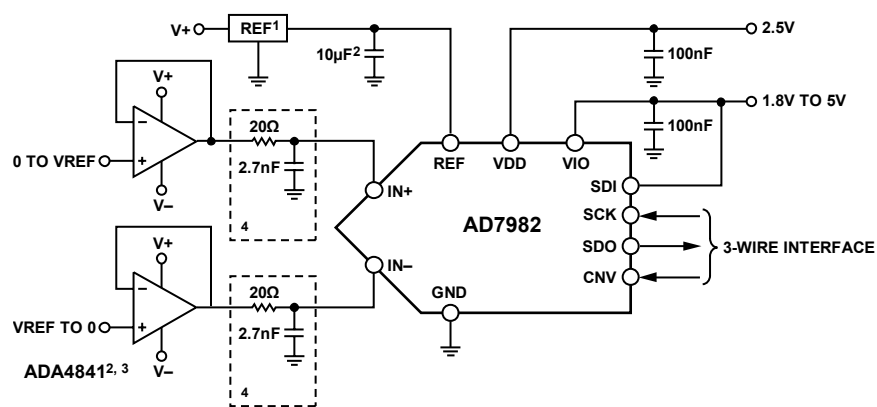 V+
REF1
10µF2
2.5V
100nF
1.8V TO 5V
100nF
V+
–
+
0 TO VREF
V–
20Ω
2.7nF
4
REF
VDD
VIO
IN+
SDI
SCK
AD7982
SDO
3-WIRE INTERFACE
CNV
IN–
GND
V+
–
+
VREF TO 0
V–
ADA48412, 3
20Ω
2.7nF
4